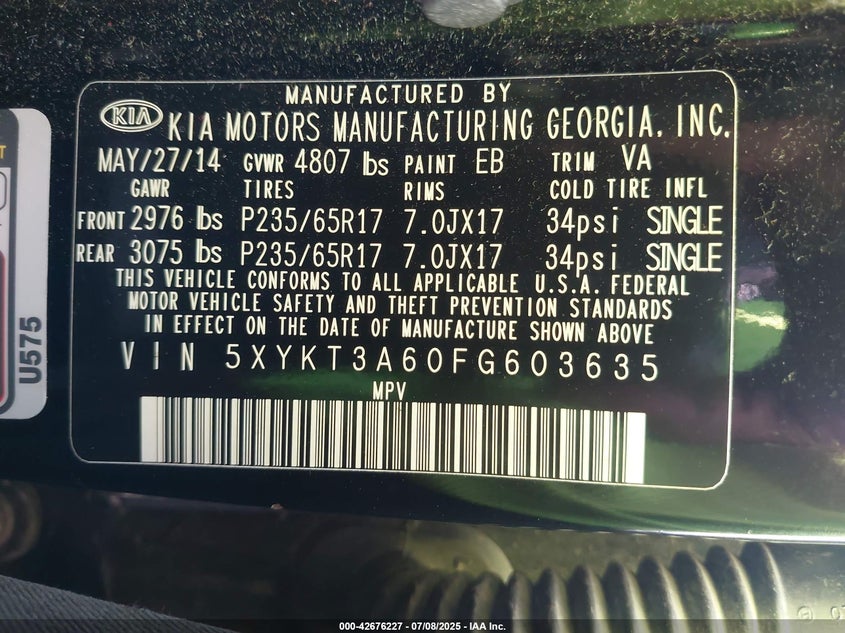 MANUFACTURED BY
KIA KIA MOTORS MANUFACTURING GEORGIA, INC.
MAY/27/14 GVWR 4807 lbs PAINT EB TRIM VA
GAWR TIRES RIMS COLD TIRE INFL
FRONT 2976 lbs P235/65R17 7.0JX17 34psi SINGLE
REAR 3075 lbs P235/65R17 7.0JX17 34psi SINGLE
THIS VEHICLE CONFORMS TO ALL APPLICABLE U.S.A. FEDERAL
MOTOR VEHICLE SAFETY AND THEFT PREVENTION STANDARDS
IN EFFECT ON THE DATE OF MANUFACTURE SHOWN ABOVE
VIN 5XYKT3A60FG603635
MPV
U575
000-42676227 - 07/08/2025 - IAA Inc.